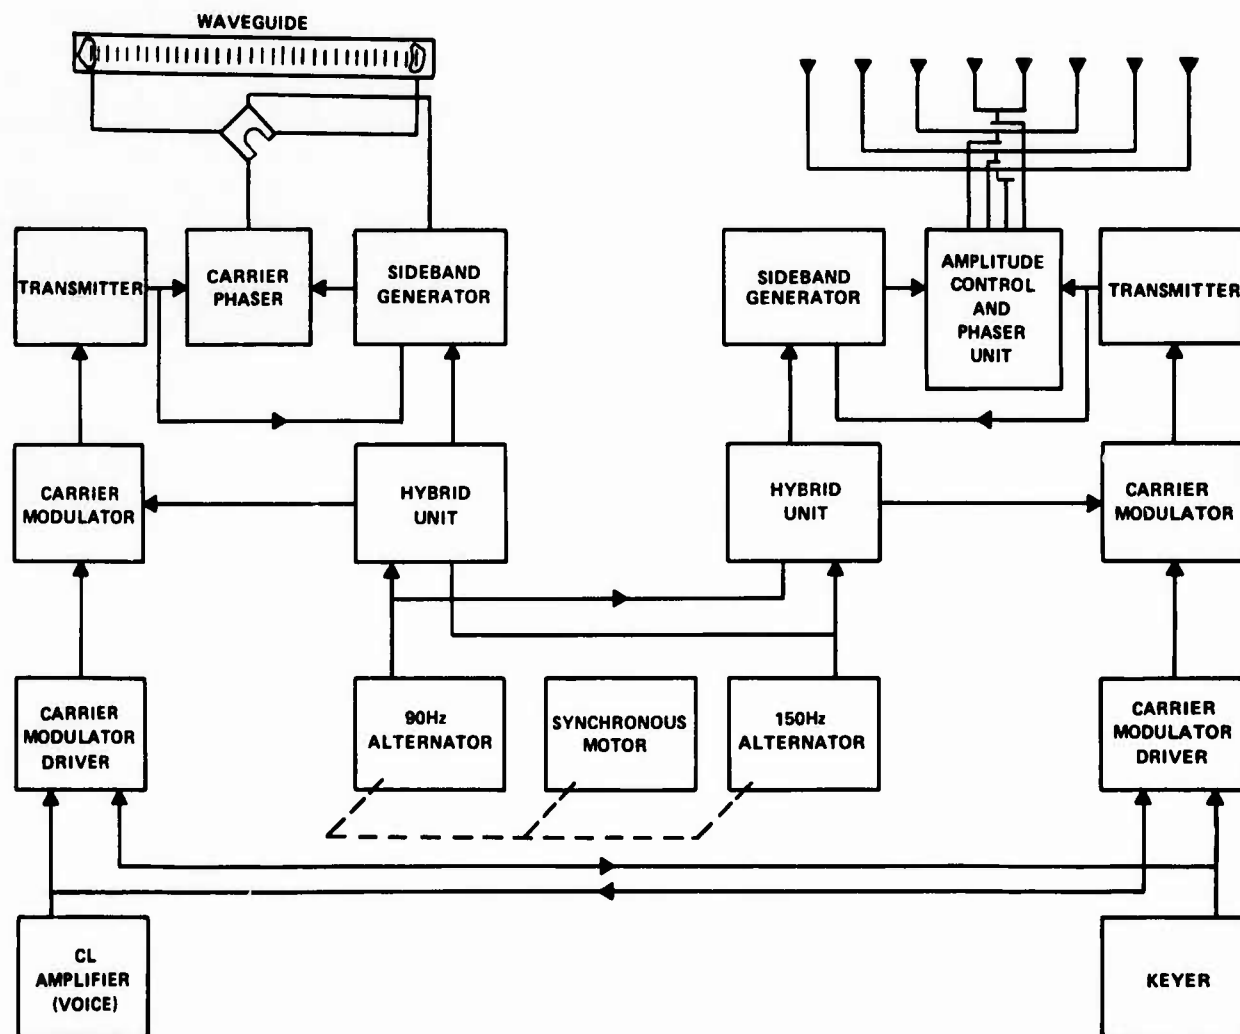 WAVEGUIDE
TRANSMITTER
CARRIER
PHASER
SIDEBAND
GENERATOR
SIDEBAND
GENERATOR
AMPLITUDE
CONTROL
AND
PHASER
UNIT
TRANSMITTER
CARRIER
MODULATOR
HYBRID
UNIT
HYBRID
UNIT
CARRIER
MODULATOR
CARRIER
MODULATOR
DRIVER
90Hz
ALTERNATOR
SYNCHRONOUS
MOTOR
150Hz
ALTERNATOR
CARRIER
MODULATOR
DRIVER
CL
AMPLIFIER
(VOICE)
KEYER